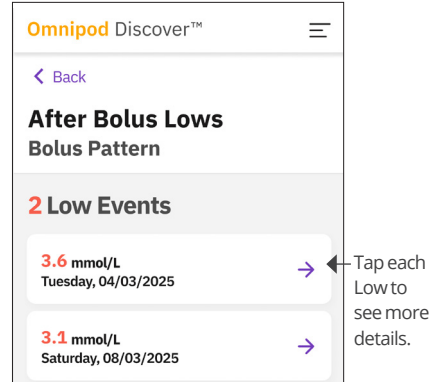 Omnipod Discover™
Back
After Bolus Lows
Bolus Pattern
2 Low Events
3.6 mmol/L
Tuesday, 04/03/2025
Tap each
Low to
see more
details.
3.1 mmol/L
Saturday, 08/03/2025